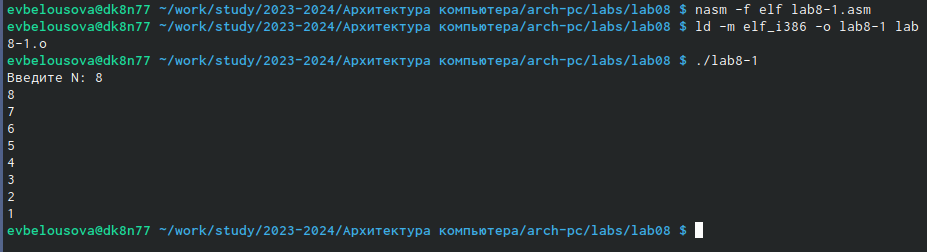 evbelousova@dk8n77 ~/work/study/2023-2024/Архитектура компьютера/arch-pc/labs/lab08 $ nasm -f elf lab8-1.asm
evbelousova@dk8n77 ~/work/study/2023-2024/Архитектура компьютера/arch-pc/labs/lab08 $ ld -m elf_i386 -o lab8-1 lab
8-1.o
evbelousova@dk8n77 ~/work/study/2023-2024/Архитектура компьютера/arch-pc/labs/lab08 $ ./lab8-1
Введите N: 8
8
7
6
5
4
3
2
1
evbelousova@dk8n77 ~/work/study/2023-2024/Архитектура компьютера/arch-pc/labs/lab08 $